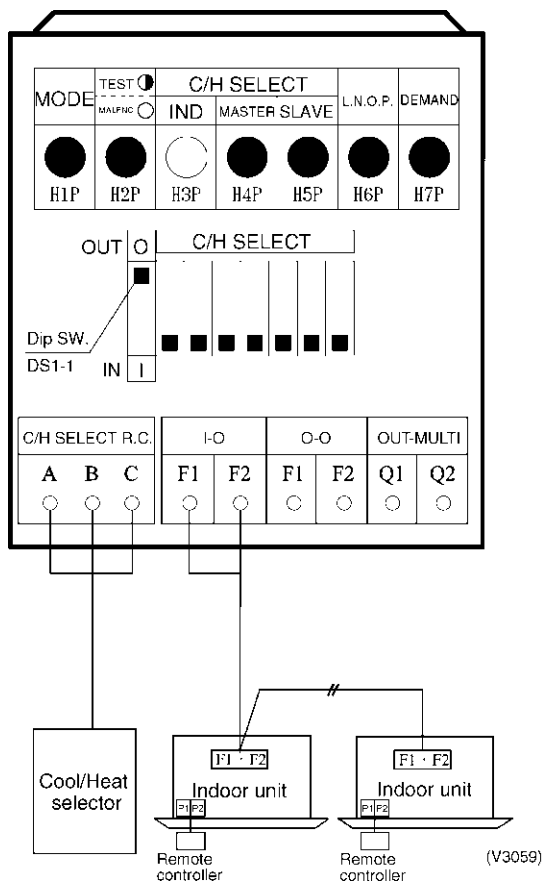 MODE TEST C/H SELECT L.N.O.P. DEMAND
MALFNC IND MASTER SLAVE
H1P H2P H3P H4P H5P H6P H7P
OUT O C/H SELECT
Dip SW.
DS1-1 IN I
C/H SELECT R.C. I-O O-O OUT-MULTI
A B C F1 F2 F1 F2 Q1 Q2
F1 · F2 F1 · F2
Cool/Heat
selector
Indoor unit Indoor unit
P1 P2 P1 P2
Remote
controller
Remote
controller
(V3059)